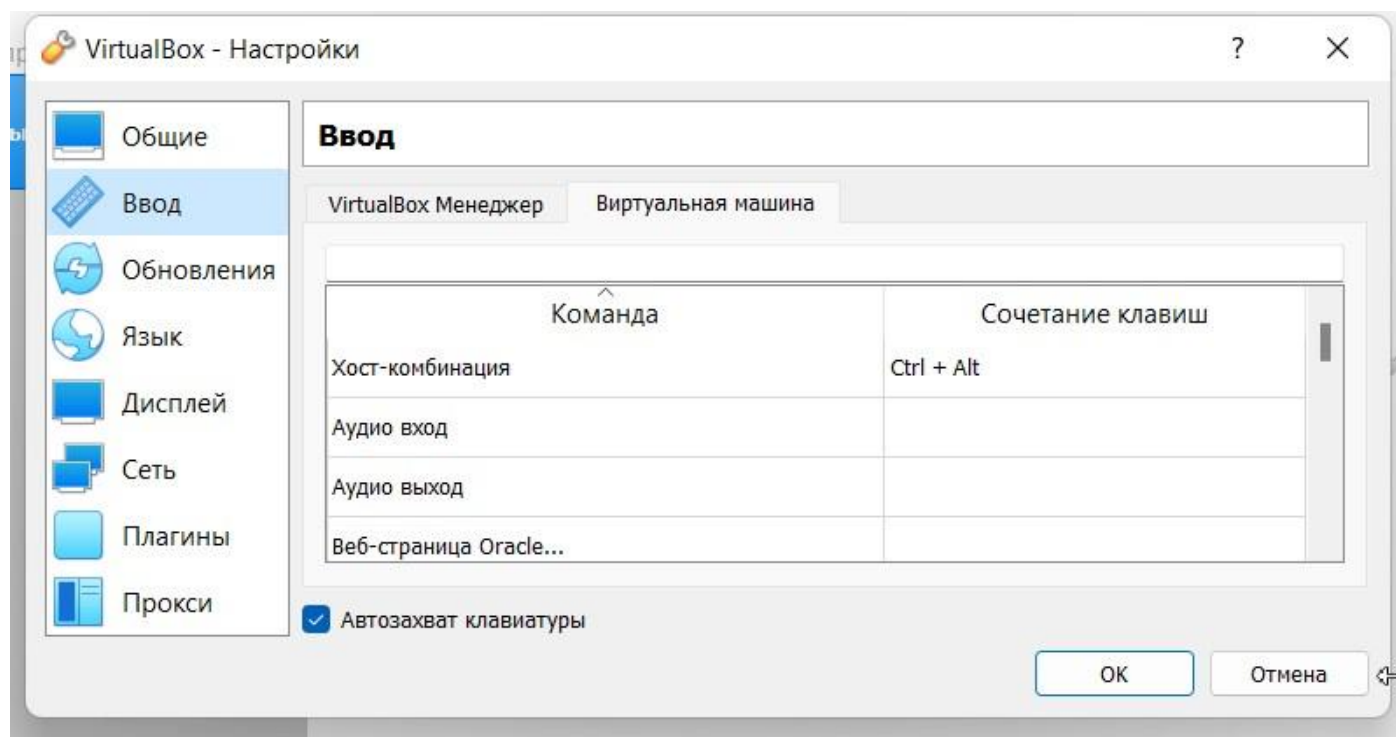 VirtualBox - Настройки
?
Общие
Ввод
Обновления
Язык
Дисплей
Сеть
Плагины
Прокси
Ввод
VirtualBox Менеджер
Виртуальная машина
Команда
Сочетание клавиш
Хост-комбинация
Ctrl + Alt
Аудио вход
Аудио выход
Веб-страница Oracle...
Автозахват клавиатуры
OK
Отмена